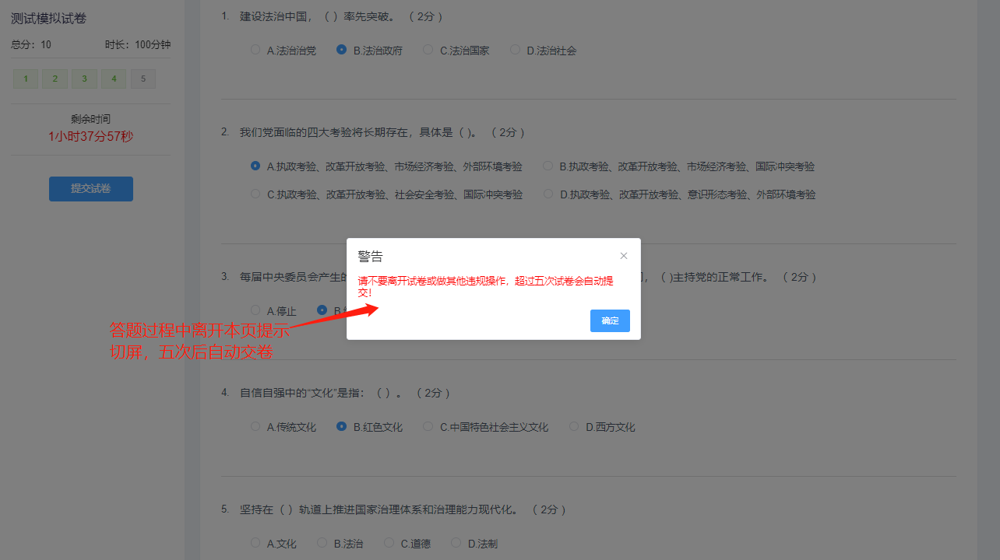 测试模拟试卷
总分：10 时长：100分钟
1 2 3 4 5
剩余时间
1小时37分57秒
提交试卷
1. 建设法治中国，（ ）率先突破。 （ 2分 ）
A.法治治党 B.法治政府 C.法治国家 D.法治社会
2. 我们党面临的四大考验将长期存在，具体是（ )。 （ 2分 ）
A.执政考验、改革开放考验、市场经济考验、外部环境考验 B.执政考验、改革开放考验、市场经济考验、国际冲突考验
C.执政考验、改革开放考验、社会安全考验、国际冲突考验 D.执政考验、改革开放考验、意识形态考验、外部环境考验
警告
请不要离开试卷或做其他违规操作，超过五次试卷会自动提
交！
确定
3. 每届中央委员会产生的 ，（ )主持党的正常工作。 （ 2分 ）
A.停止 B.
答题过程中离开本页提示
切屏，五次后自动交卷
4. 自信自强中的“文化”是指：（ ）。 （ 2分 ）
A.传统文化 B.红色文化 C.中国特色社会主义文化 D.西方文化
5. 坚持在（ ）轨道上推进国家治理体系和治理能力现代化。 （ 2分 ）
A.文化 B.法治 C.道德 D.法制